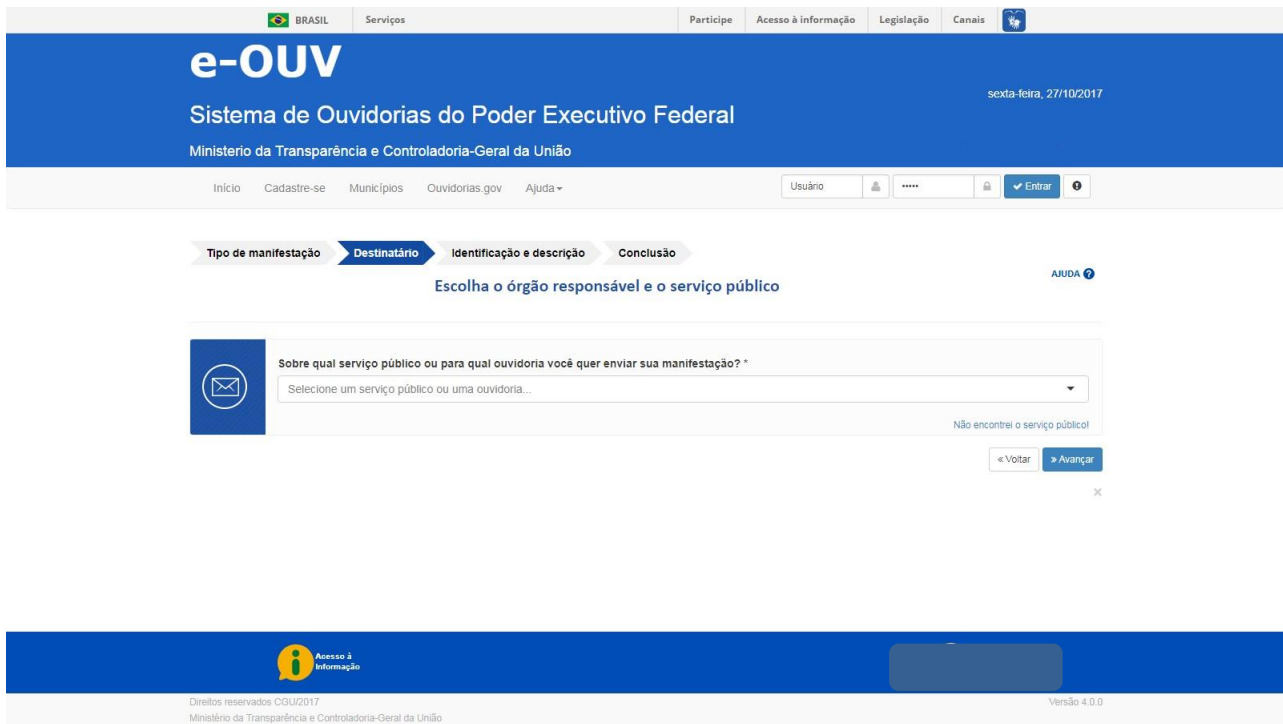 BRASIL Serviços Participe Acesso à informação Legislação Canais
e-OUV
sexta-feira, 27/10/2017
Sistema de Ouvidorias do Poder Executivo Federal
Ministerio da Transparência e Controladoria-Geral da União
Início Cadastre-se Municípios Ouvidorias.gov Ajuda Usuário ••••• Entrar
Tipo de manifestação Destinatário Identificação e descrição Conclusão
AJUDA ?
Escolha o órgão responsável e o serviço público
Sobre qual serviço público ou para qual ouvidoria você quer enviar sua manifestação? *
Selecione um serviço público ou uma ouvidoria...
Não encontrei o serviço público!
« Voltar » Avançar
×
Acesso à
Informação
Direitos reservados CGU/2017 Versão 4.0.0
Ministério da Transparência e Controladoria-Geral da União